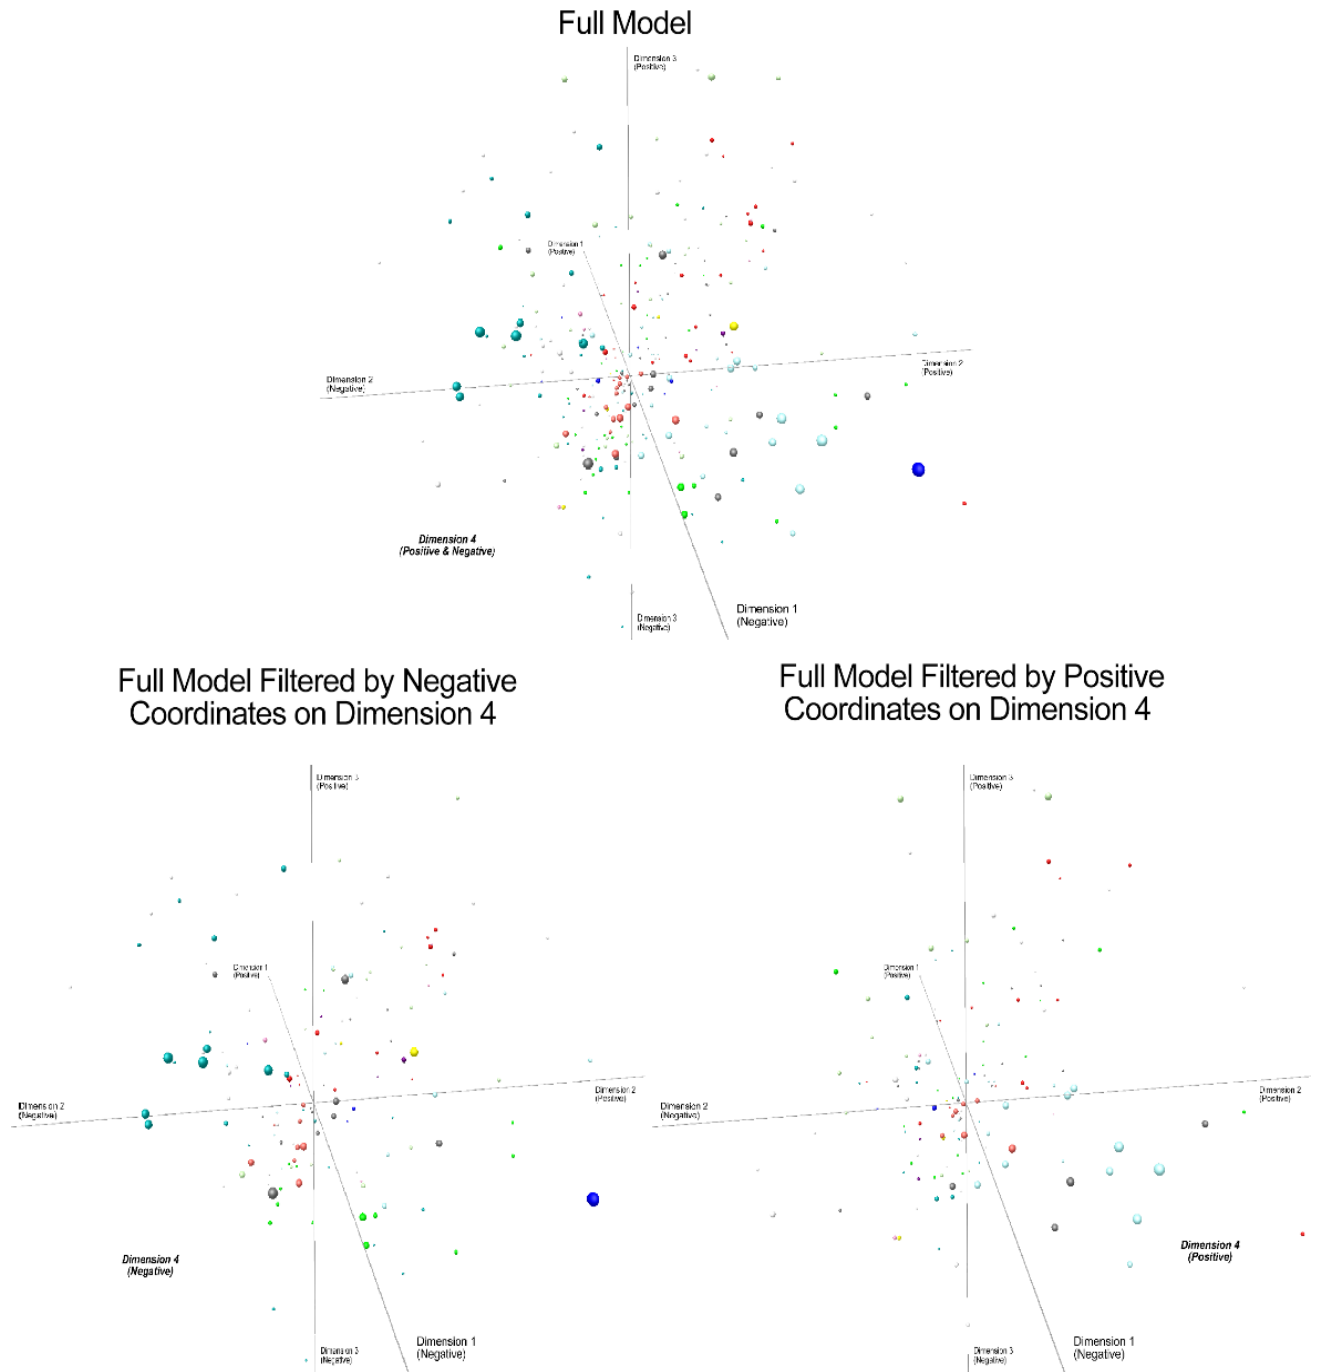 Full Model
Dimension 3
(Positive)
Dimension 1
(Positive)
Dimension 2
(Positive)
Dimension 2
(Negative)
Dimension 4
(Positive & Negative)
Dimension 1
(Negative)
Dimension 3
(Negative)
Full Model Filtered by Negative
Coordinates on Dimension 4
Dimension 3
(Positive)
Dimension 1
(Positive)
Dimension 2
(Positive)
Dimension 2
(Negative)
Dimension 4
(Negative)
Dimension 1
(Negative)
Dimension 3
(Negative)
Full Model Filtered by Positive
Coordinates on Dimension 4
Dimension 3
(Positive)
Dimension 1
(Positive)
Dimension 2
(Positive)
Dimension 2
(Negative)
Dimension 4
(Positive)
Dimension 1
(Negative)
Dimension 3
(Negative)